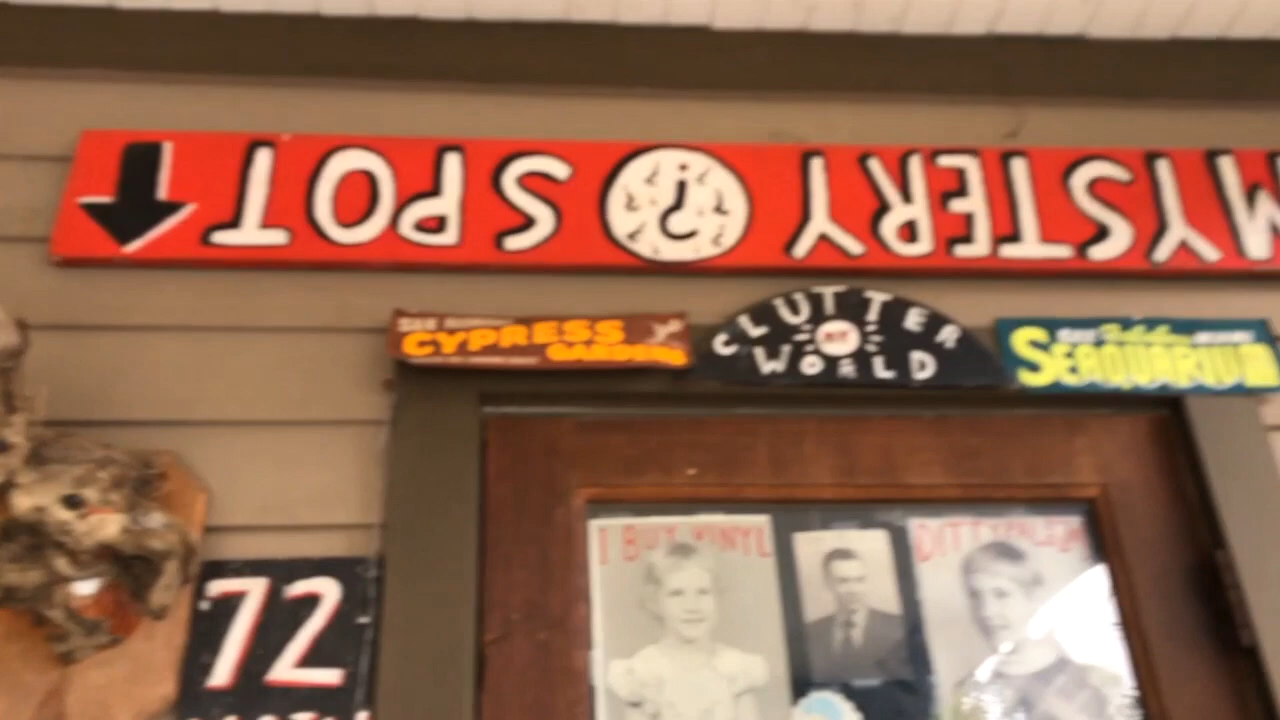 MYSTERY ? SPOT
CYPRESS
GARDENS
CLUTTER
WORLD
SEAQUARIUM
I BUY VINYL
72